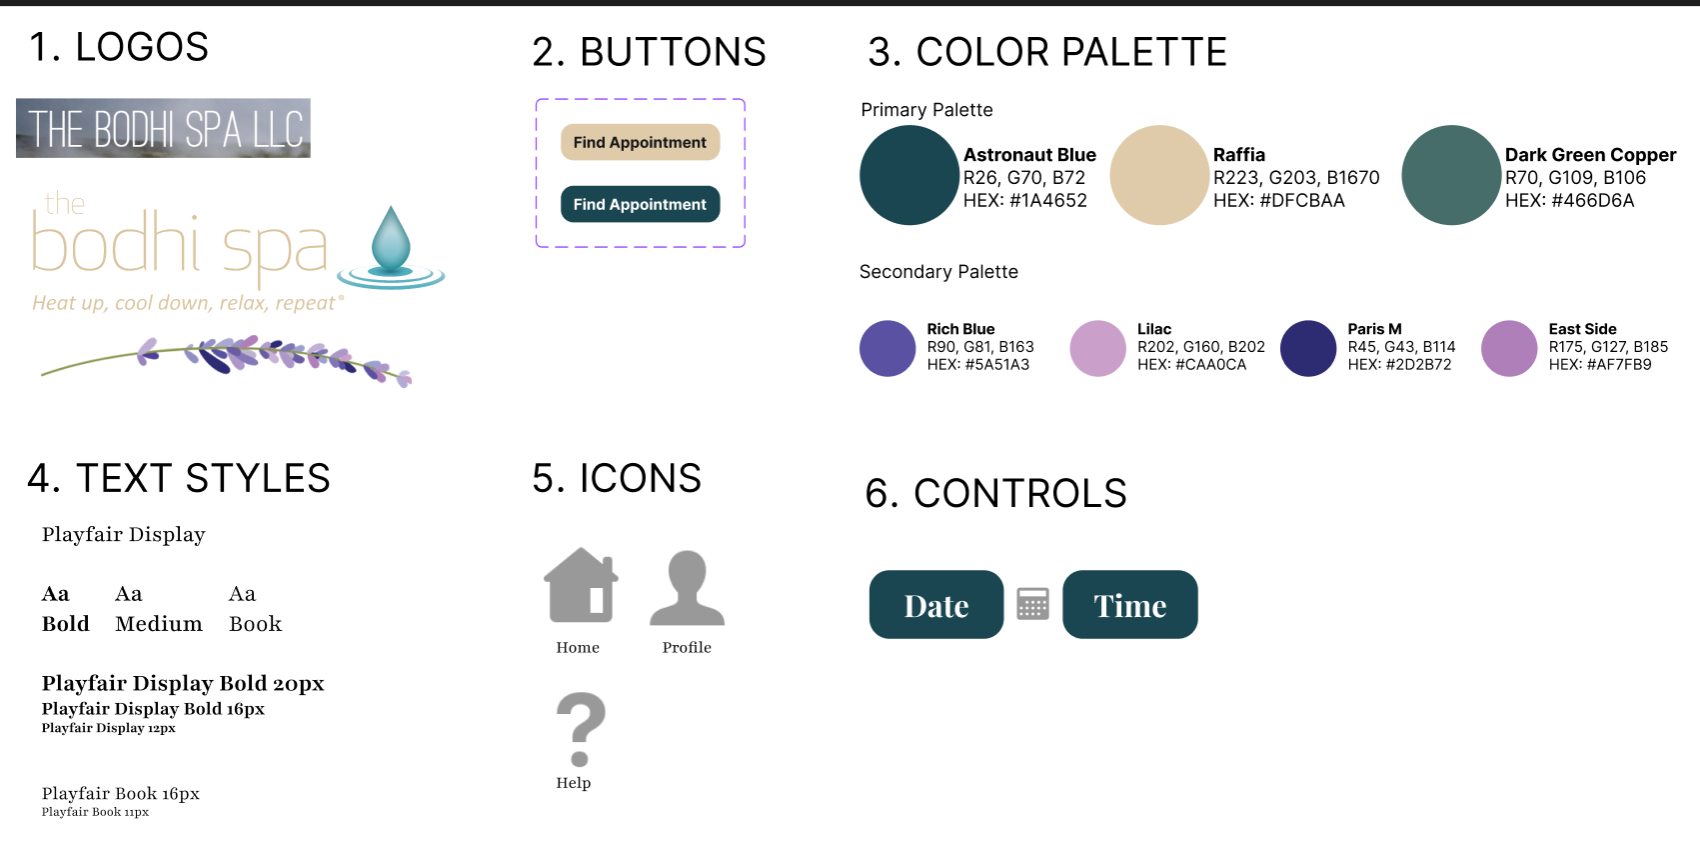 1. LOGOS
THE BODHI SPA LLC
the
bodhi spa
Heat up, cool down, relax, repeat®
2. BUTTONS
Find Appointment
Find Appointment
3. COLOR PALETTE
Primary Palette
Astronaut Blue
R26, G70, B72
HEX: #1A4652
Raffia
R223, G203, B1670
HEX: #DFCBAA
Dark Green Copper
R70, G109, B106
HEX: #466D6A
Secondary Palette
Rich Blue
R90, G81, B163
HEX: #5A51A3
Lilac
R202, G160, B202
HEX: #CAA0CA
Paris M
R45, G43, B114
HEX: #2D2B72
East Side
R175, G127, B185
HEX: #AF7FB9
4. TEXT STYLES
Playfair Display
Aa Aa Aa
Bold Medium Book
Playfair Display Bold 20px
Playfair Display Bold 16px
Playfair Display 12px
Playfair Book 16px
Playfair Book 11px
5. ICONS
Home
Profile
Help
6. CONTROLS
Date
Time